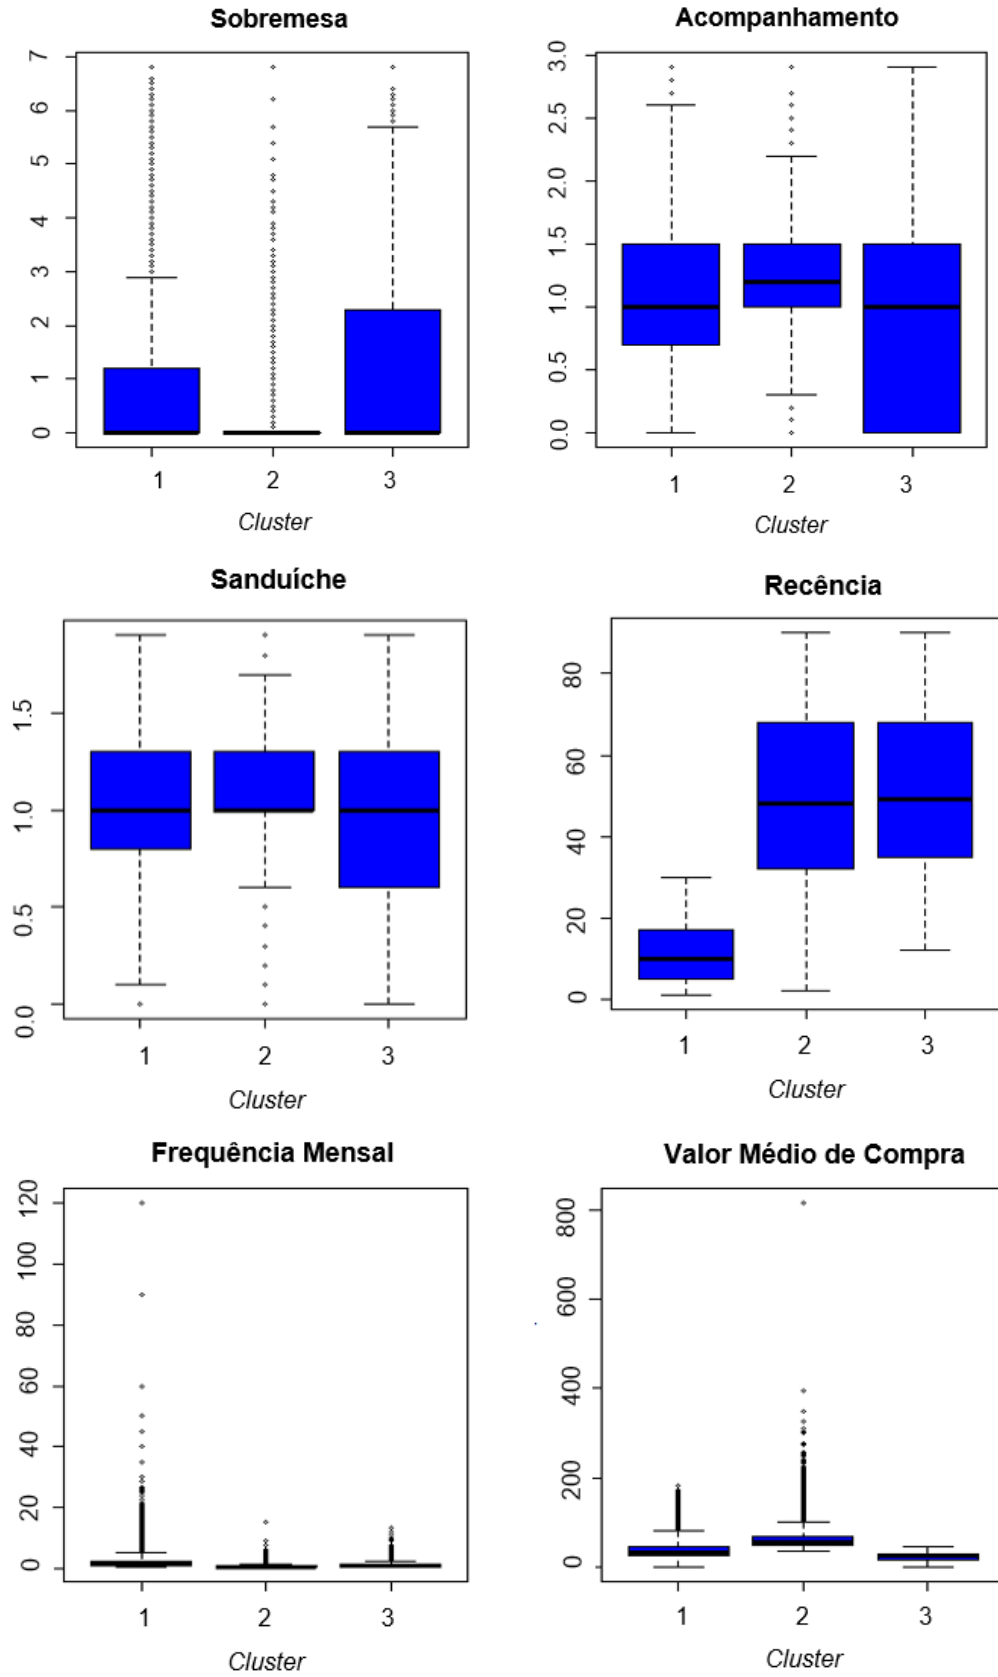 Sobremesa
7
6
5
4
3
2
1
0
1 2 3
Cluster
Acompanhamento
3.0
2.5
2.0
1.5
1.0
0.5
0.0
1 2 3
Cluster
Sanduíche
1.5
1.0
0.5
0.0
1 2 3
Cluster
Recência
80
60
40
20
0
1 2 3
Cluster
Frequência Mensal
120
100
80
60
40
20
0
1 2 3
Cluster
Valor Médio de Compra
800
600
400
200
0
1 2 3
Cluster